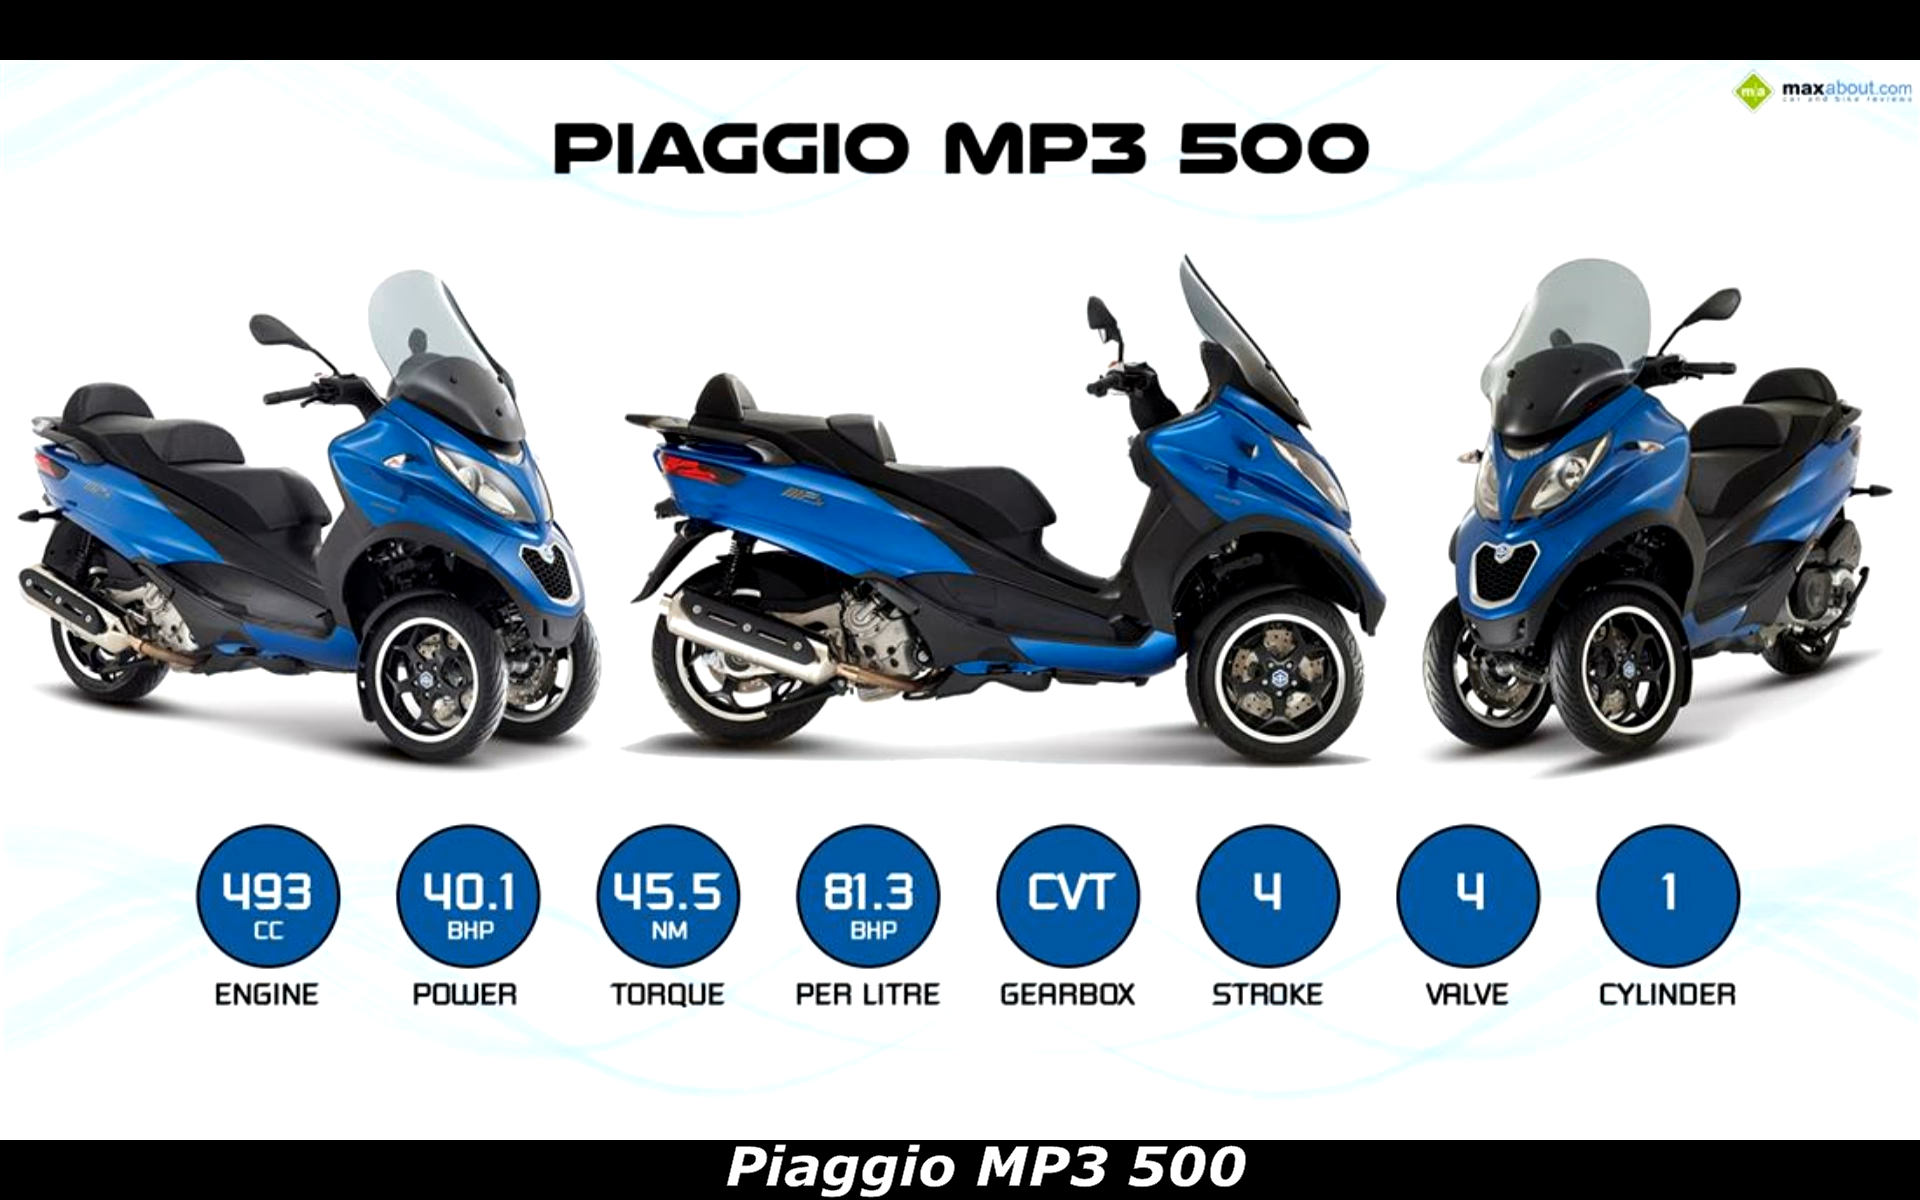 m/a maxabout.com
car and bike reviews
PIAGGIO MP3 500
493 CC ENGINE
40.1 BHP POWER
45.5 NM TORQUE
81.3 BHP PER LITRE
CVT GEARBOX
4 STROKE
4 VALVE
1 CYLINDER
Piaggio MP3 500